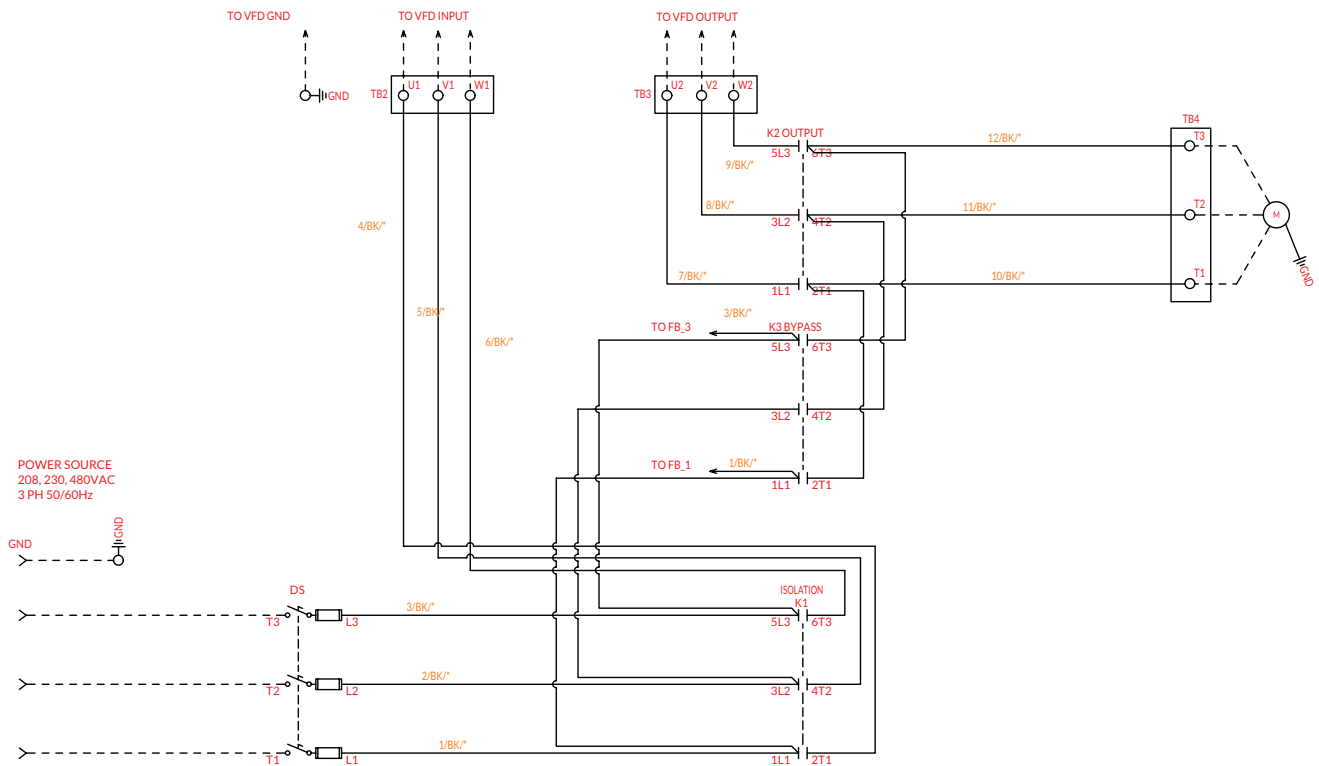 TO VFD GND
TO VFD INPUT
TO VFD OUTPUT
GND
TB2
U1
V1
W1
TB3
U2
V2
W2
K2 OUTPUT
5L3
6T3
9/BK/*
12/BK/*
TB4
T3
4/BK/*
8/BK/*
3L2
4T2
11/BK/*
T2
M
7/BK/*
1L1
2T1
10/BK/*
T1
GND
5/BK/*
3/BK/*
TO FB_3
K3 BYPASS
5L3
6T3
6/BK/*
3L2
4T2
TO FB_1
1/BK/*
1L1
2T1
POWER SOURCE
208, 230, 480VAC
3 PH 50/60Hz
GND
GND
DS
ISOLATION
K1
T3
L3
3/BK/*
5L3
6T3
T2
L2
2/BK/*
3L2
4T2
T1
L1
1/BK/*
1L1
2T1